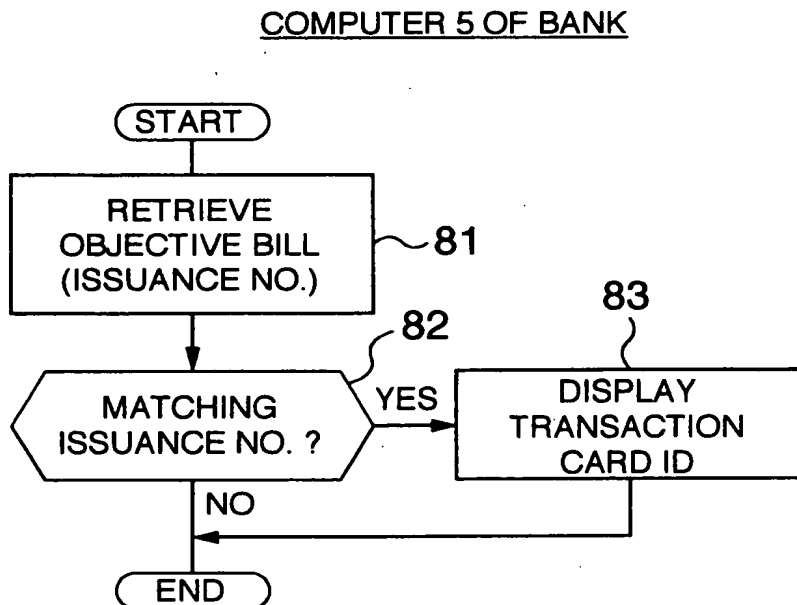 COMPUTER 5 OF BANK
START
RETRIEVE
OBJECTIVE BILL
(ISSUANCE NO.)
81
82
MATCHING
ISSUANCE NO. ?
YES
83
DISPLAY
TRANSACTION
CARD ID
NO
END